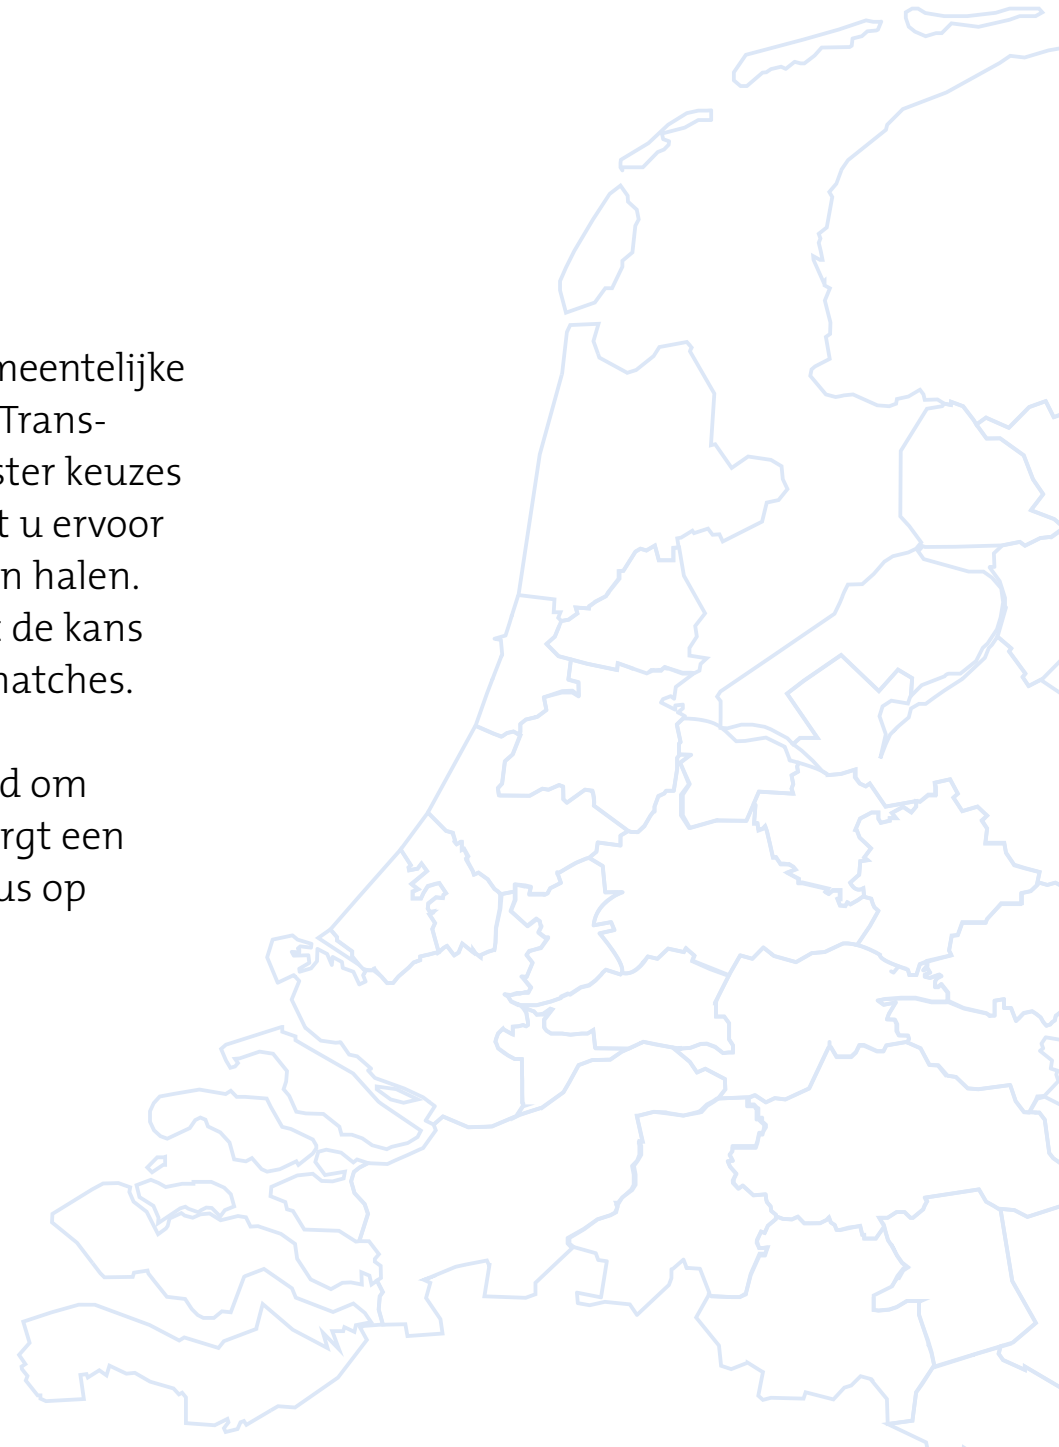 meentelijke
Trans-
ster keuzes
t u ervoor
n halen.
t de kans
natches.
d om
rgt een
us op